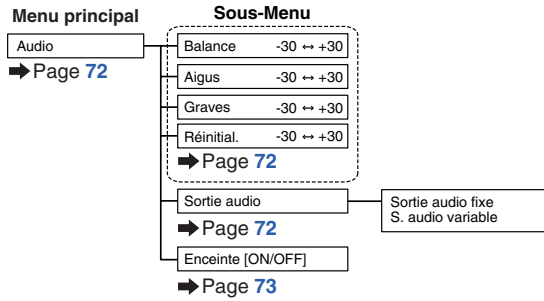 Menu principal
Sous-Menu
Audio
➡ Page 72
Balance -30 ↔ +30
Aigus -30 ↔ +30
Graves -30 ↔ +30
Réinitial. -30 ↔ +30
➡ Page 72
Sortie audio
Sortie audio fixe
S. audio variable
➡ Page 72
Enceinte [ON/OFF]
➡ Page 73